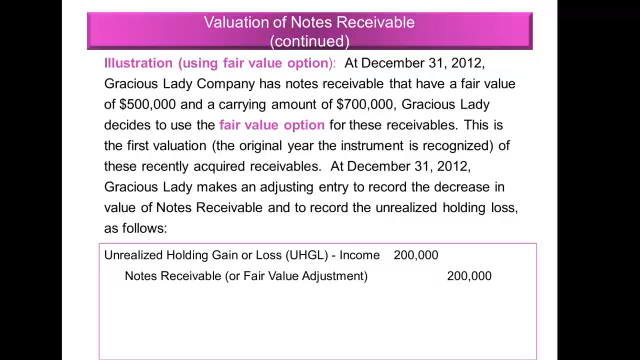 Valuation of Notes Receivable
(continued)
Illustration (using fair value option): At December 31, 2012,
Gracious Lady Company has notes receivable that have a fair value
of $500,000 and a carrying amount of $700,000, Gracious Lady
decides to use the fair value option for these receivables. This is
the first valuation (the original year the instrument is recognized) of
these recently acquired receivables. At December 31, 2012,
Gracious Lady makes an adjusting entry to record the decrease in
value of Notes Receivable and to record the unrealized holding loss,
as follows:
Unrealized Holding Gain or Loss (UHGL) - Income 200,000
Notes Receivable (or Fair Value Adjustment) 200,000